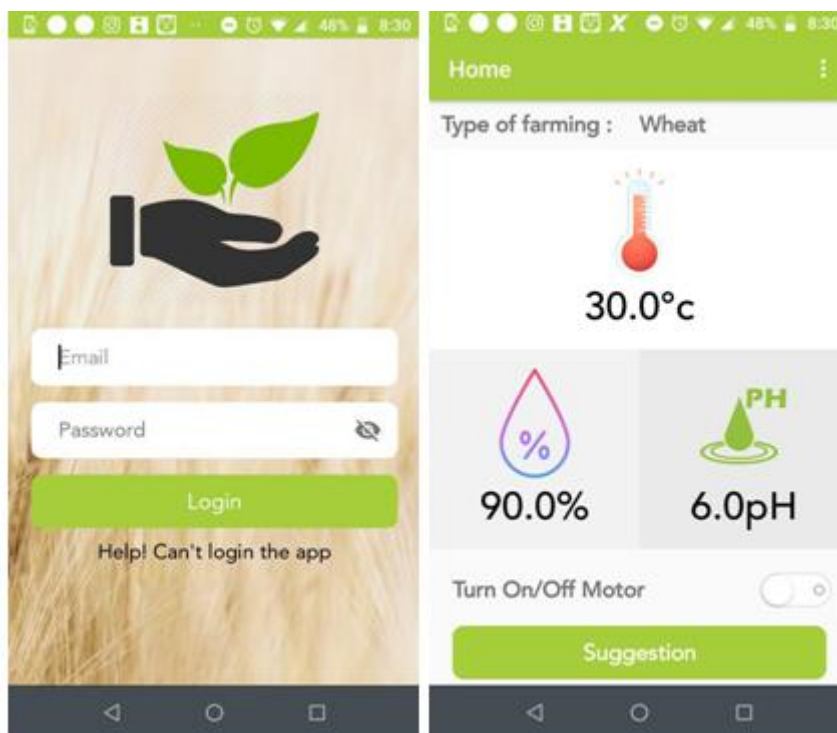 48% 8:30
Email
Password
Login
Help! Can't login the app
48% 8:30
Home
Type of farming : Wheat
30.0°c
%
90.0%
PH
6.0pH
Turn On/Off Motor
Suggestion